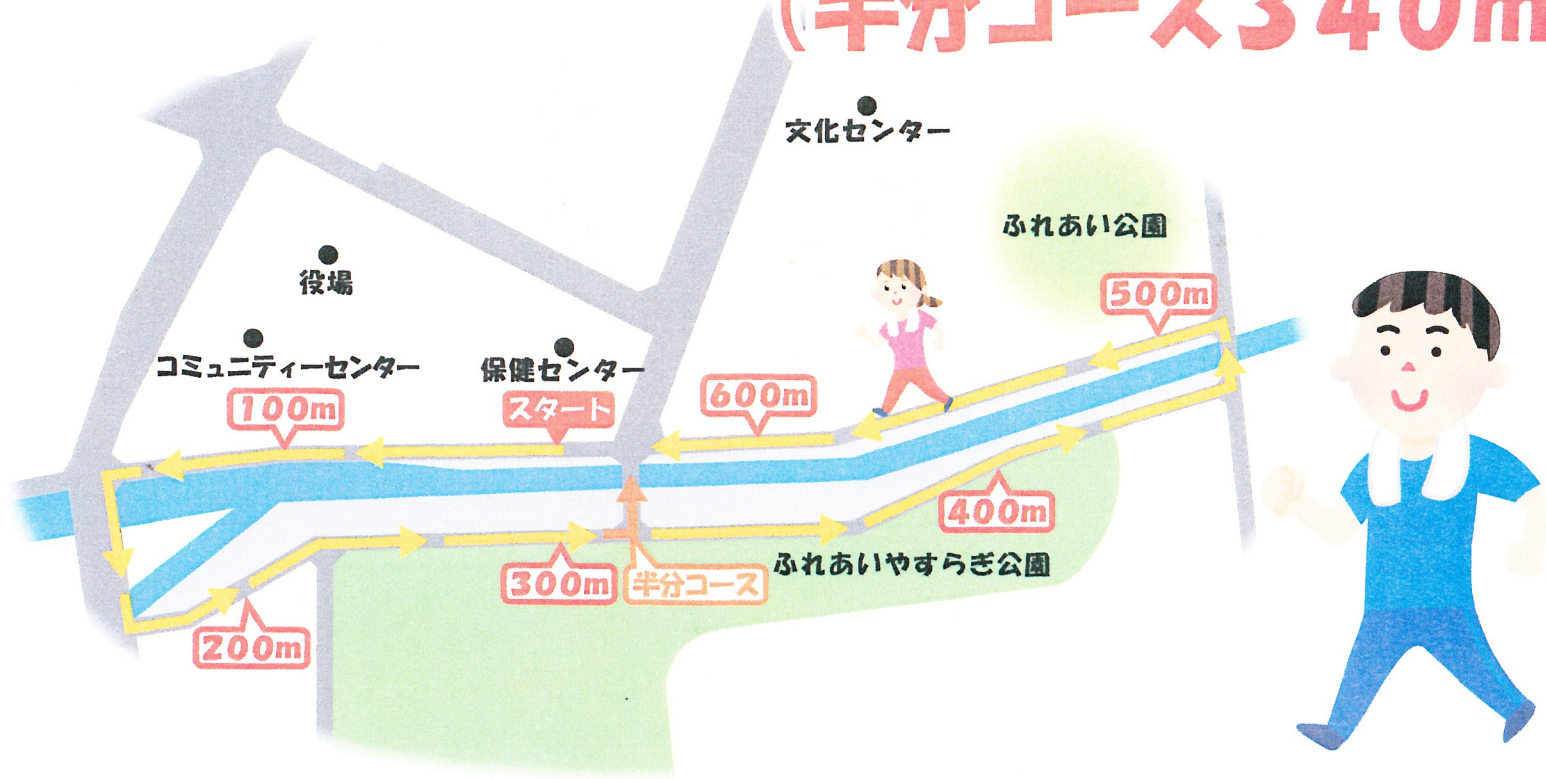 (半分コース340m
文化センター
ふれあい公園
役場
コミュニティーセンター
保健センター
スタート
100m
200m
300m
半分コース
400m
ふれあいやすらぎ公園
500m
600m